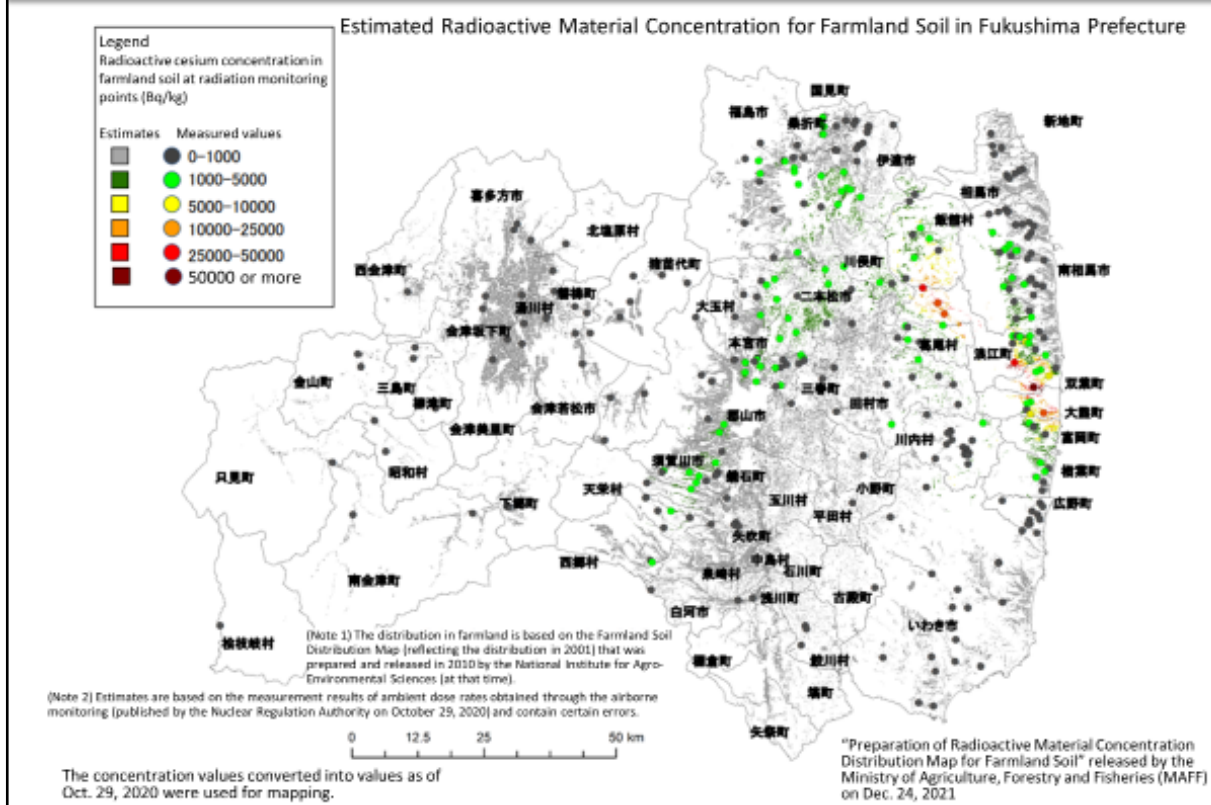 Estimated Radioactive Material Concentration for Farmland Soil in Fukushima Prefecture
Legend
Radioactive cesium concentration in
farmland soil at radiation monitoring
points (Bq/kg)
Estimates Measured values
0-1000
1000-5000
5000-10000
10000-25000
25000-50000
50000 or more
国見町
福島市
桑折町
新地町
伊達市
相馬市
喜多方市
飯舘村
北塩原村
西会津町
猪苗代町
川俣町
南相馬市
磐梯町
二本松市
湯川村
大玉村
会津坂下町
本宮市
葛尾村
浪江町
金山町
三島町
三春町
双葉町
柳津町
会津若松市
田村市
大熊町
郡山市
会津美里町
川内村
富岡町
須賀川市
只見町
昭和村
鏡石町
楢葉町
天栄村
小野町
下郷町
玉川村
広野町
平田村
矢吹町
西郷村
中島村
泉崎村
石川町
南会津町
浅川町
古殿町
白河市
いわき市
檜枝岐村
棚倉町
鮫川村
塙町
矢祭町
(Note 1) The distribution in farmland is based on the Farmland Soil
Distribution Map (reflecting the distribution in 2001) that was
prepared and released in 2010 by the National Institute for Agro-
Environmental Sciences (at that time).
(Note 2) Estimates are based on the measurement results of ambient dose rates obtained through the airborne
monitoring (published by the Nuclear Regulation Authority on October 29, 2020) and contain certain errors.
0 12.5 25 50 km
The concentration values converted into values as of
Oct. 29, 2020 were used for mapping.
"Preparation of Radioactive Material Concentration
Distribution Map for Farmland Soil" released by the
Ministry of Agriculture, Forestry and Fisheries (MAFF)
on Dec. 24, 2021